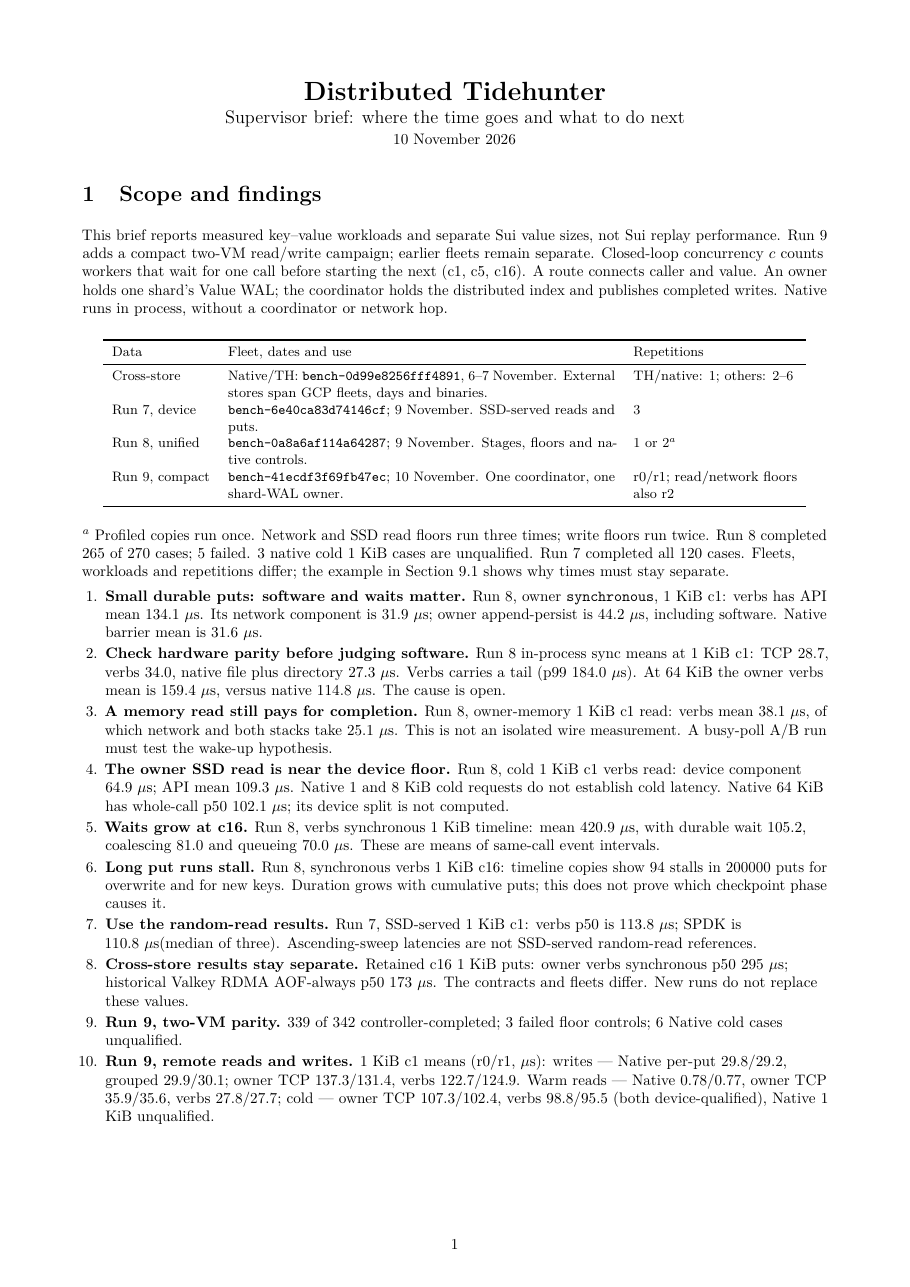 Distributed Tidehunter
Supervisor brief: where the time goes and what to do next
10 November 2026
1 Scope and findings
This brief reports measured key–value workloads and separate Sui value sizes, not Sui replay performance. Run 9
adds a compact two-VM read/write campaign; earlier fleets remain separate. Closed-loop concurrency c counts
workers that wait for one call before starting the next (c1, c5, c16). A route connects caller and value. An owner
holds one shard's Value WAL; the coordinator holds the distributed index and publishes completed writes. Native
runs in process, without a coordinator or network hop.
Data Fleet, dates and use Repetitions
Cross-store Native/TH: bench-0d99e8256fff4891, 6–7 November. External TH/native: 1; others: 2–6
stores span GCP fleets, days and binaries.
Run 7, device bench-6e40ca83d74146cf; 9 November. SSD-served reads and 3
puts.
Run 8, unified bench-0a8a6af114a64287; 9 November. Stages, floors and na- 1 or 2a
tive controls.
Run 9, compact bench-41ecdf3f69fb47ec; 10 November. One coordinator, one r0/r1; read/network floors
shard-WAL owner. also r2
a Profiled copies run once. Network and SSD read floors run three times; write floors run twice. Run 8 completed
265 of 270 cases; 5 failed. 3 native cold 1 KiB cases are unqualified. Run 7 completed all 120 cases. Fleets,
workloads and repetitions differ; the example in Section 9.1 shows why times must stay separate.
1. Small durable puts: software and waits matter. Run 8, owner synchronous, 1 KiB c1: verbs has API
mean 134.1 μs. Its network component is 31.9 μs; owner append-persist is 44.2 μs, including software. Native
barrier mean is 31.6 μs.
2. Check hardware parity before judging software. Run 8 in-process sync means at 1 KiB c1: TCP 28.7,
verbs 34.0, native file plus directory 27.3 μs. Verbs carries a tail (p99 184.0 μs). At 64 KiB the owner verbs
mean is 159.4 μs, versus native 114.8 μs. The cause is open.
3. A memory read still pays for completion. Run 8, owner-memory 1 KiB c1 read: verbs mean 38.1 μs, of
which network and both stacks take 25.1 μs. This is not an isolated wire measurement. A busy-poll A/B run
must test the wake-up hypothesis.
4. The owner SSD read is near the device floor. Run 8, cold 1 KiB c1 verbs read: device component
64.9 μs; API mean 109.3 μs. Native 1 and 8 KiB cold requests do not establish cold latency. Native 64 KiB
has whole-call p50 102.1 μs; its device split is not computed.
5. Waits grow at c16. Run 8, verbs synchronous 1 KiB timeline: mean 420.9 μs, with durable wait 105.2,
coalescing 81.0 and queueing 70.0 μs. These are means of same-call event intervals.
6. Long put runs stall. Run 8, synchronous verbs 1 KiB c16: timeline copies show 94 stalls in 200000 puts for
overwrite and for new keys. Duration grows with cumulative puts; this does not prove which checkpoint phase
causes it.
7. Use the random-read results. Run 7, SSD-served 1 KiB c1: verbs p50 is 113.8 μs; SPDK is
110.8 μs(median of three). Ascending-sweep latencies are not SSD-served random-read references.
8. Cross-store results stay separate. Retained c16 1 KiB puts: owner verbs synchronous p50 295 μs;
historical Valkey RDMA AOF-always p50 173 μs. The contracts and fleets differ. New runs do not replace
these values.
9. Run 9, two-VM parity. 339 of 342 controller-completed; 3 failed floor controls; 6 Native cold cases
unqualified.
10. Run 9, remote reads and writes. 1 KiB c1 means (r0/r1, μs): writes — Native per-put 29.8/29.2,
grouped 29.9/30.1; owner TCP 137.3/131.4, verbs 122.7/124.9. Warm reads — Native 0.78/0.77, owner TCP
35.9/35.6, verbs 27.8/27.7; cold — owner TCP 107.3/102.4, verbs 98.8/95.5 (both device-qualified), Native 1
KiB unqualified.
1